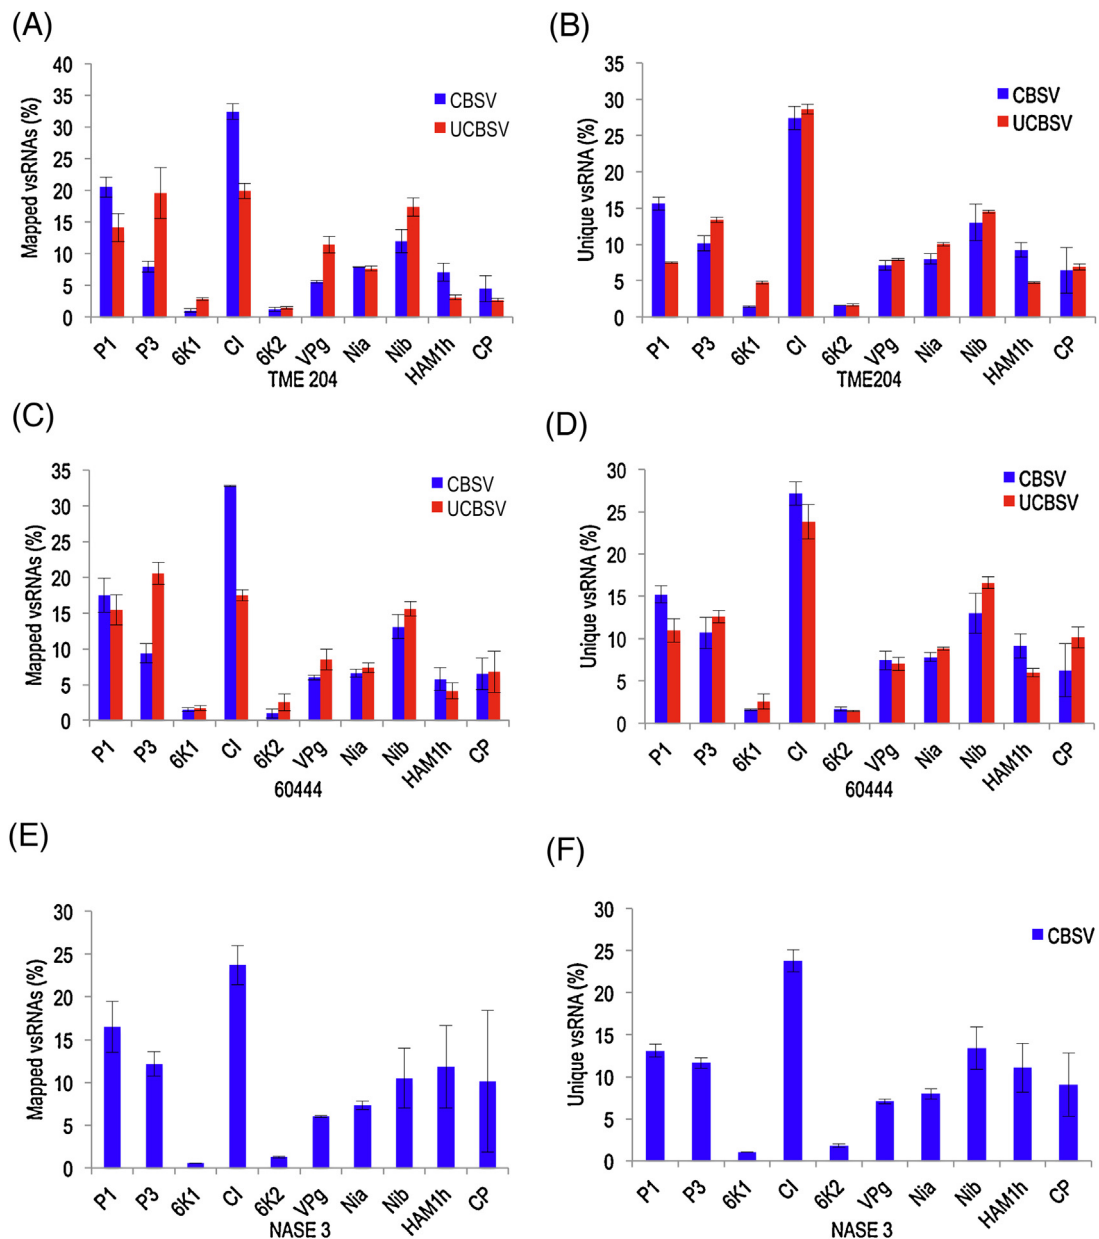 (A)
Mapped vsRNAs (%)
40
35
30
25
20
15
10
5
0
CBSV
UCBSV
P1 P3 6K1 CI 6K2 VPg Nia Nib HAM1h CP
TME 204
(B)
Unique vsRNA (%)
35
30
25
20
15
10
5
0
CBSV
UCBSV
P1 P3 6K1 CI 6K2 VPg Nia Nib HAM1h CP
TME204
(C)
Mapped vsRNAs (%)
35
30
25
20
15
10
5
0
CBSV
UCBSV
P1 P3 6K1 CI 6K2 VPg Nia Nib HAM1h CP
60444
(D)
Unique vsRNA (%)
30
25
20
15
10
5
0
CBSV
UCBSV
P1 P3 6K1 CI 6K2 VPg Nia Nib HAM1h CP
60444
(E)
Mapped vsRNAs (%)
30
25
20
15
10
5
0
P1 P3 6K1 CI 6K2 VPg Nia Nib HAM1h CP
NASE 3
(F)
Unique vsRNA (%)
30
25
20
15
10
5
0
CBSV
P1 P3 6K1 CI 6K2 VPg Nia Nib HAM1h CP
NASE 3